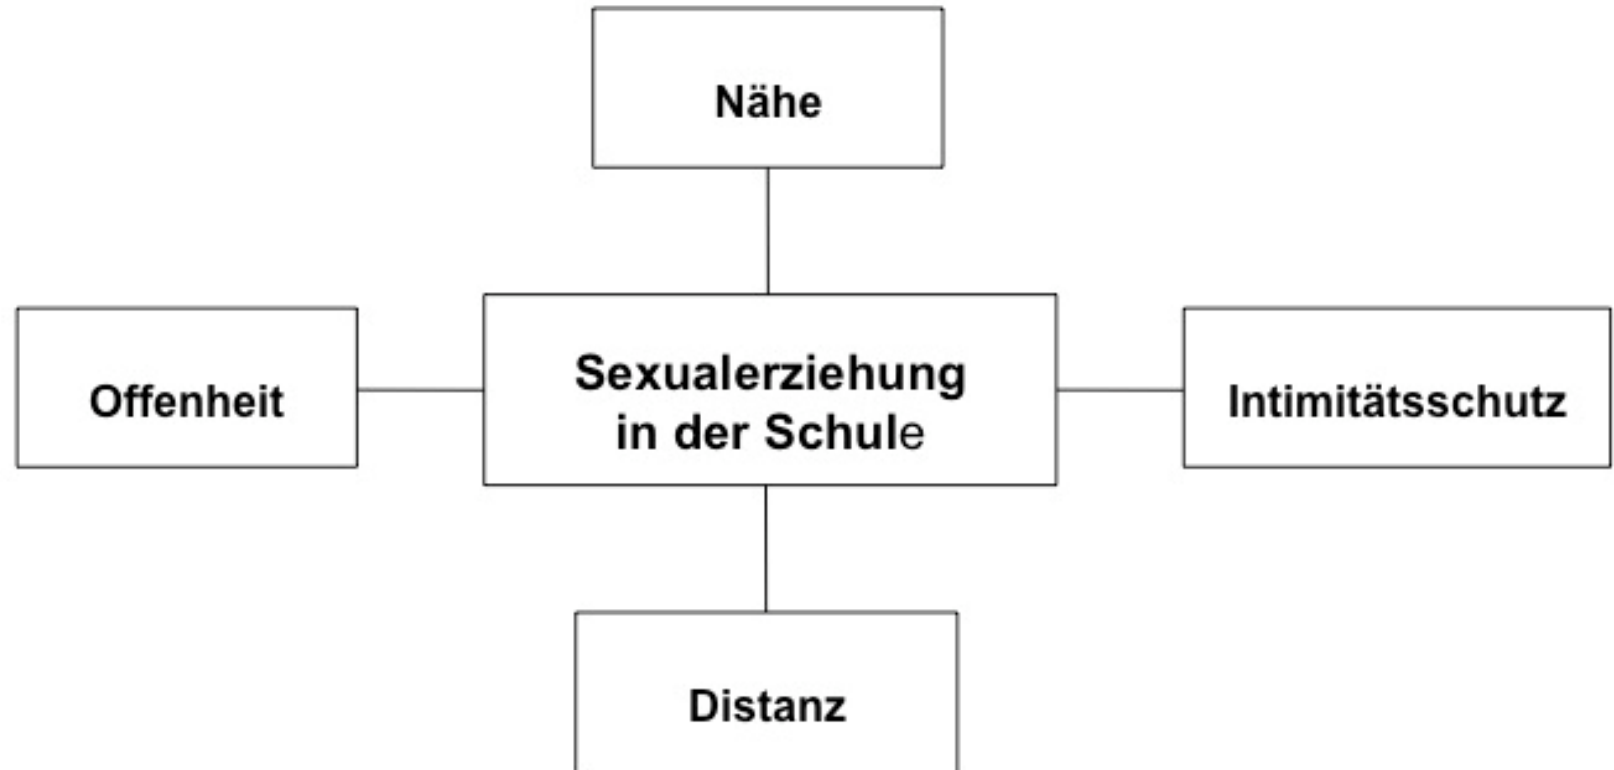 Nähe
Offenheit
Sexualerziehung
in der Schule
Intimitätsschutz
Distanz